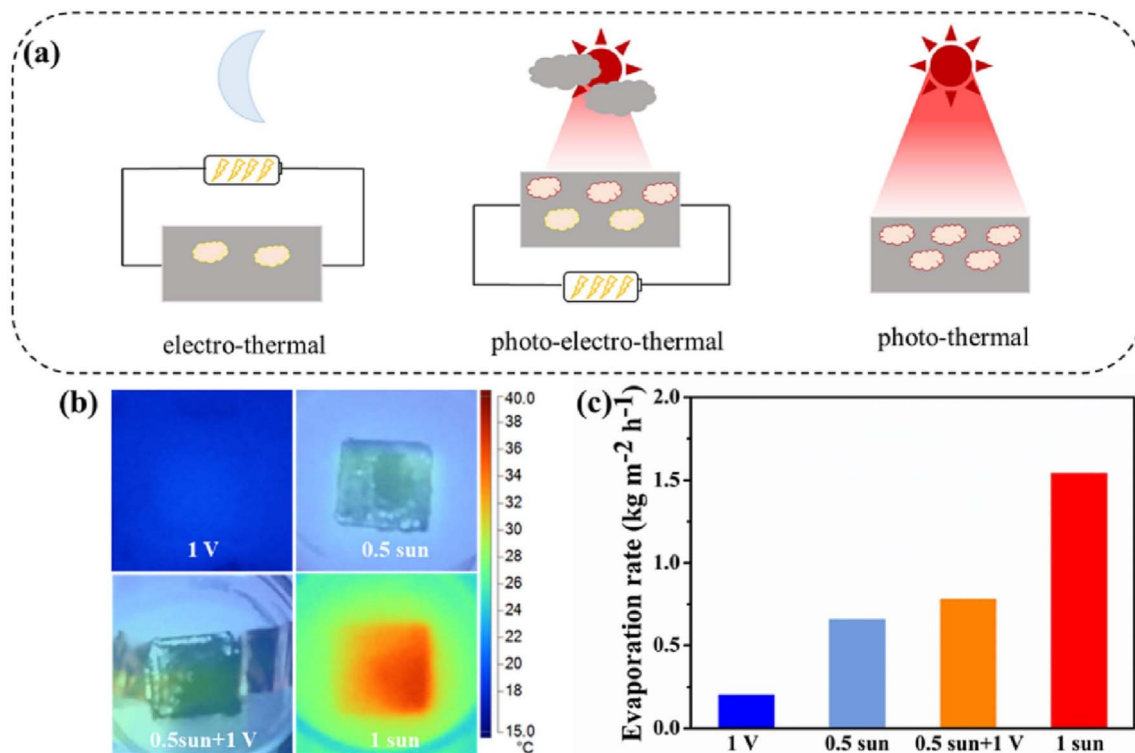 (a)
electro-thermal
photo-electro-thermal
photo-thermal
(b)
1 V
0.5 sun
0.5sun+1 V
1 sun
40.0
38
36
34
32
30
28
26
24
22
20
18
15.0
°C
(c)
Evaporation rate (kg m⁻² h⁻¹)
2.0
1.5
1.0
0.5
0.0
1 V
0.5 sun
0.5 sun+1 V
1 sun